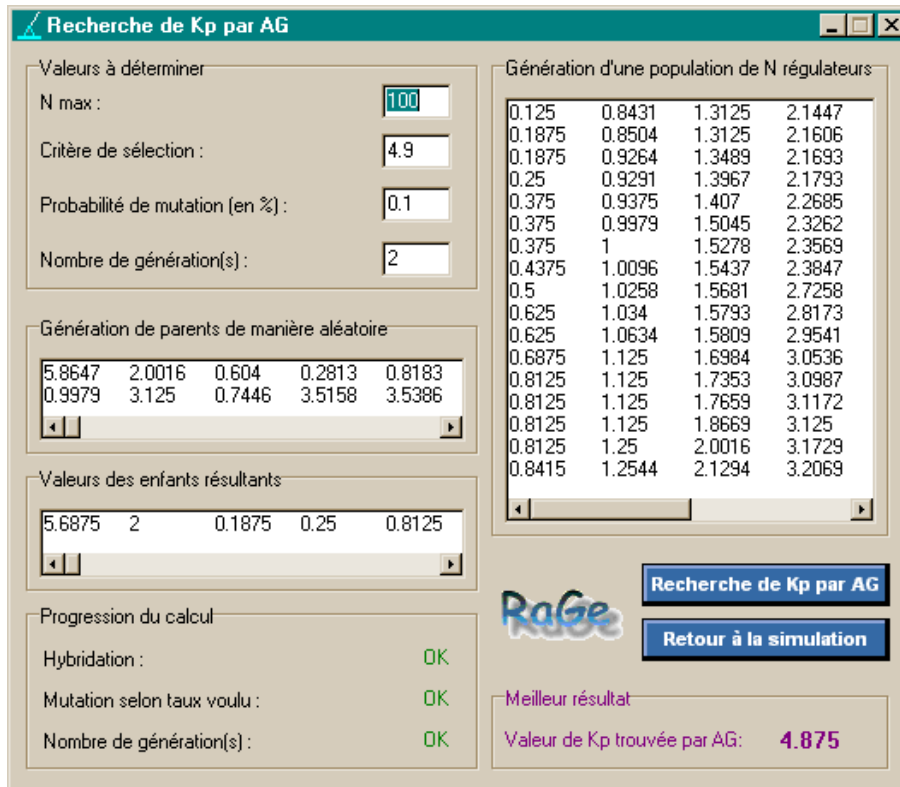 Recherche de Kp par AG
Valeurs à déterminer
N max :
100
Critère de sélection :
4.9
Probabilité de mutation (en %) :
0.1
Nombre de génération(s) :
2
Génération de parents de manière aléatoire
5.8647 2.0016 0.604 0.2813 0.8183
0.9979 3.125 0.7446 3.5158 3.5386
Valeurs des enfants résultants
5.6875 2 0.1875 0.25 0.8125
Progression du calcul
Hybridation : OK
Mutation selon taux voulu : OK
Nombre de génération(s) : OK
Génération d'une population de N régulateurs
0.125 0.8431 1.3125 2.1447
0.1875 0.8504 1.3125 2.1606
0.1875 0.9264 1.3489 2.1693
0.25 0.9291 1.3967 2.1793
0.375 0.9375 1.407 2.2685
0.375 0.9979 1.5045 2.3262
0.375 1 1.5278 2.3569
0.4375 1.0096 1.5437 2.3847
0.5 1.0258 1.5681 2.7258
0.625 1.034 1.5793 2.8173
0.625 1.0634 1.5809 2.9541
0.6875 1.125 1.6984 3.0536
0.8125 1.125 1.7353 3.0987
0.8125 1.125 1.7659 3.1172
0.8125 1.125 1.8669 3.125
0.8125 1.25 2.0016 3.1729
0.8415 1.2544 2.1294 3.2069
RaGe
Recherche de Kp par AG
Retour à la simulation
Meilleur résultat
Valeur de Kp trouvée par AG: 4.875